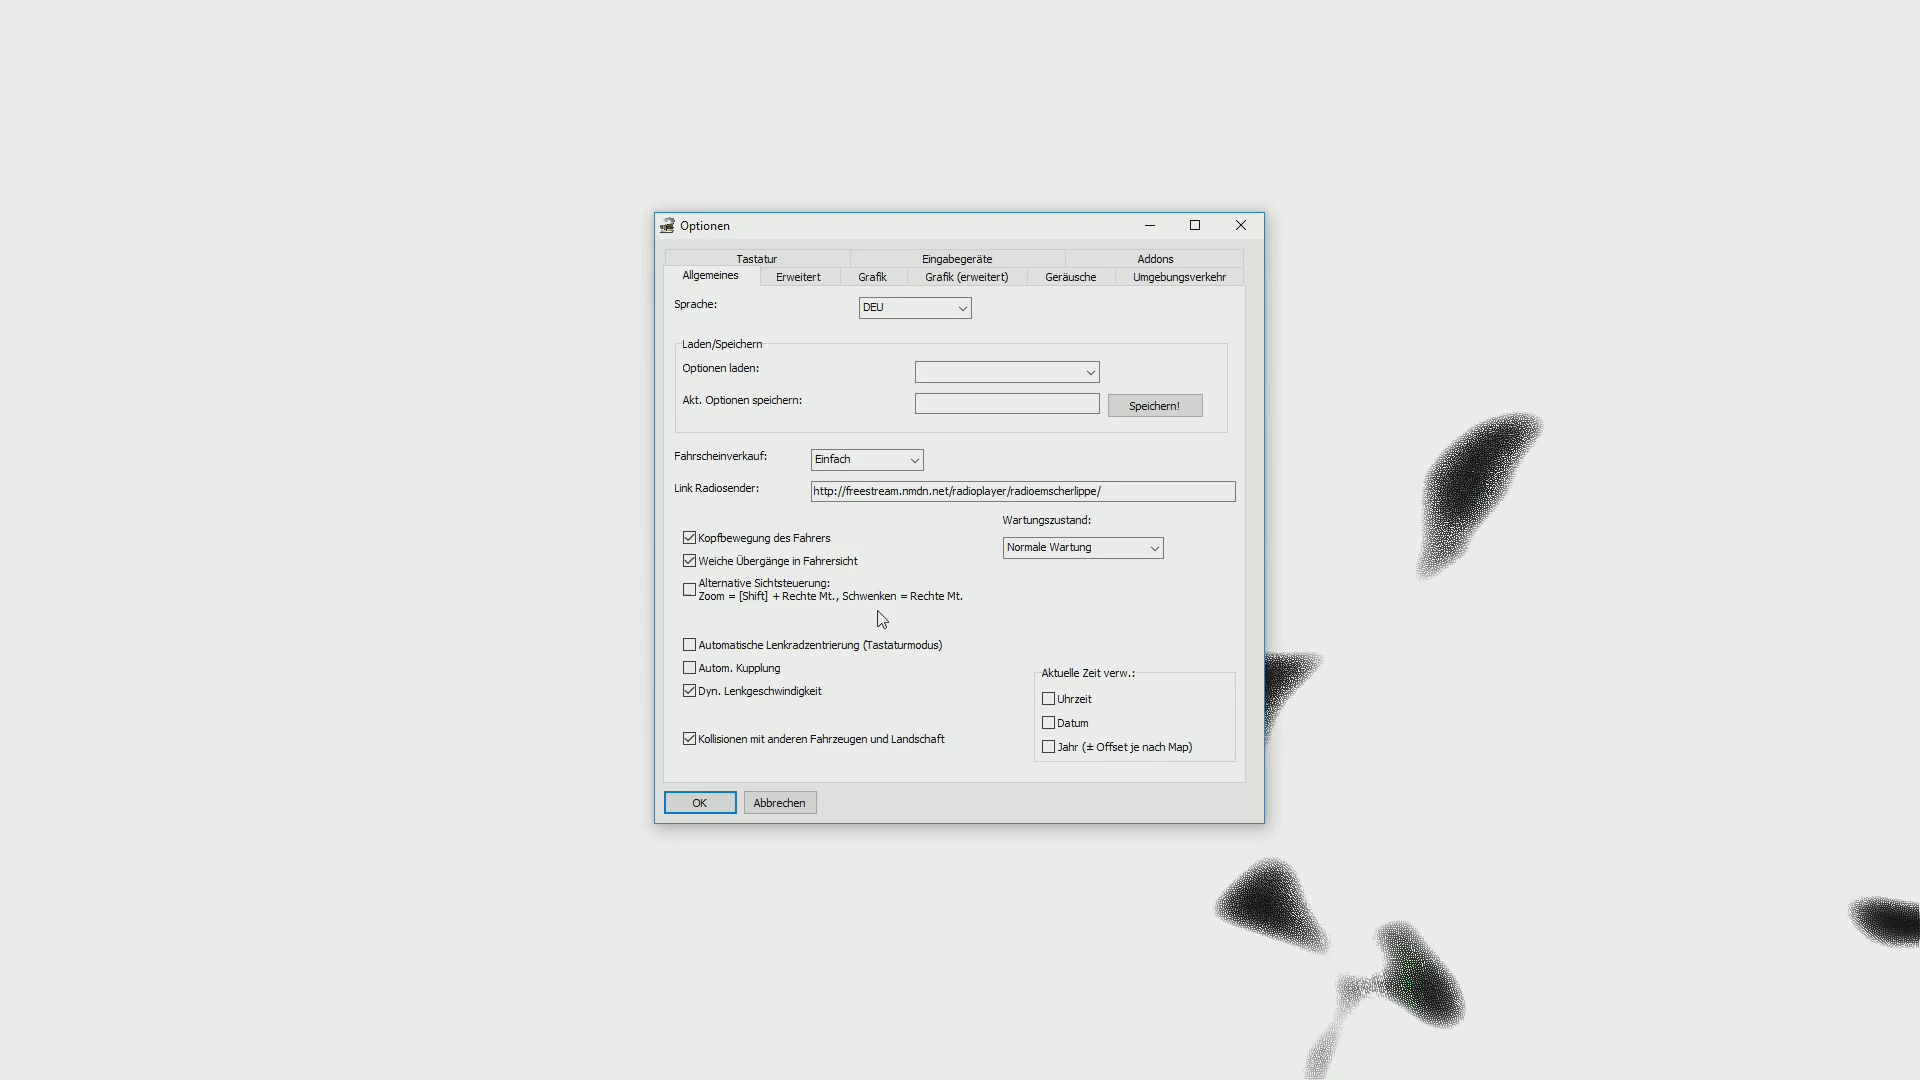 Optionen
Tastatur
Eingabegeräte
Addons
Allgemeines
Erweitert
Grafik
Grafik (erweitert)
Geräusche
Umgebungsverkehr
Sprache:
DEU
Laden/Speichern
Optionen laden:
Akt. Optionen speichern:
Speichern!
Fahrscheinverkauf:
Einfach
Link Radiosender:
http://freestream.nmdn.net/radioplayer/radioemscherlippe/
Wartungszustand:
Normale Wartung
Kopfbewegung des Fahrers
Weiche Übergänge in Fahrersicht
Alternative Sichtsteuerung:
Zoom = [Shift] + Rechte Mt., Schwenken = Rechte Mt.
Automatische Lenkradzentrierung (Tastaturmodus)
Autom. Kupplung
Dyn. Lenkgeschwindigkeit
Kollisionen mit anderen Fahrzeugen und Landschaft
Aktuelle Zeit verw.:
Uhrzeit
Datum
Jahr (± Offset je nach Map)
OK
Abbrechen